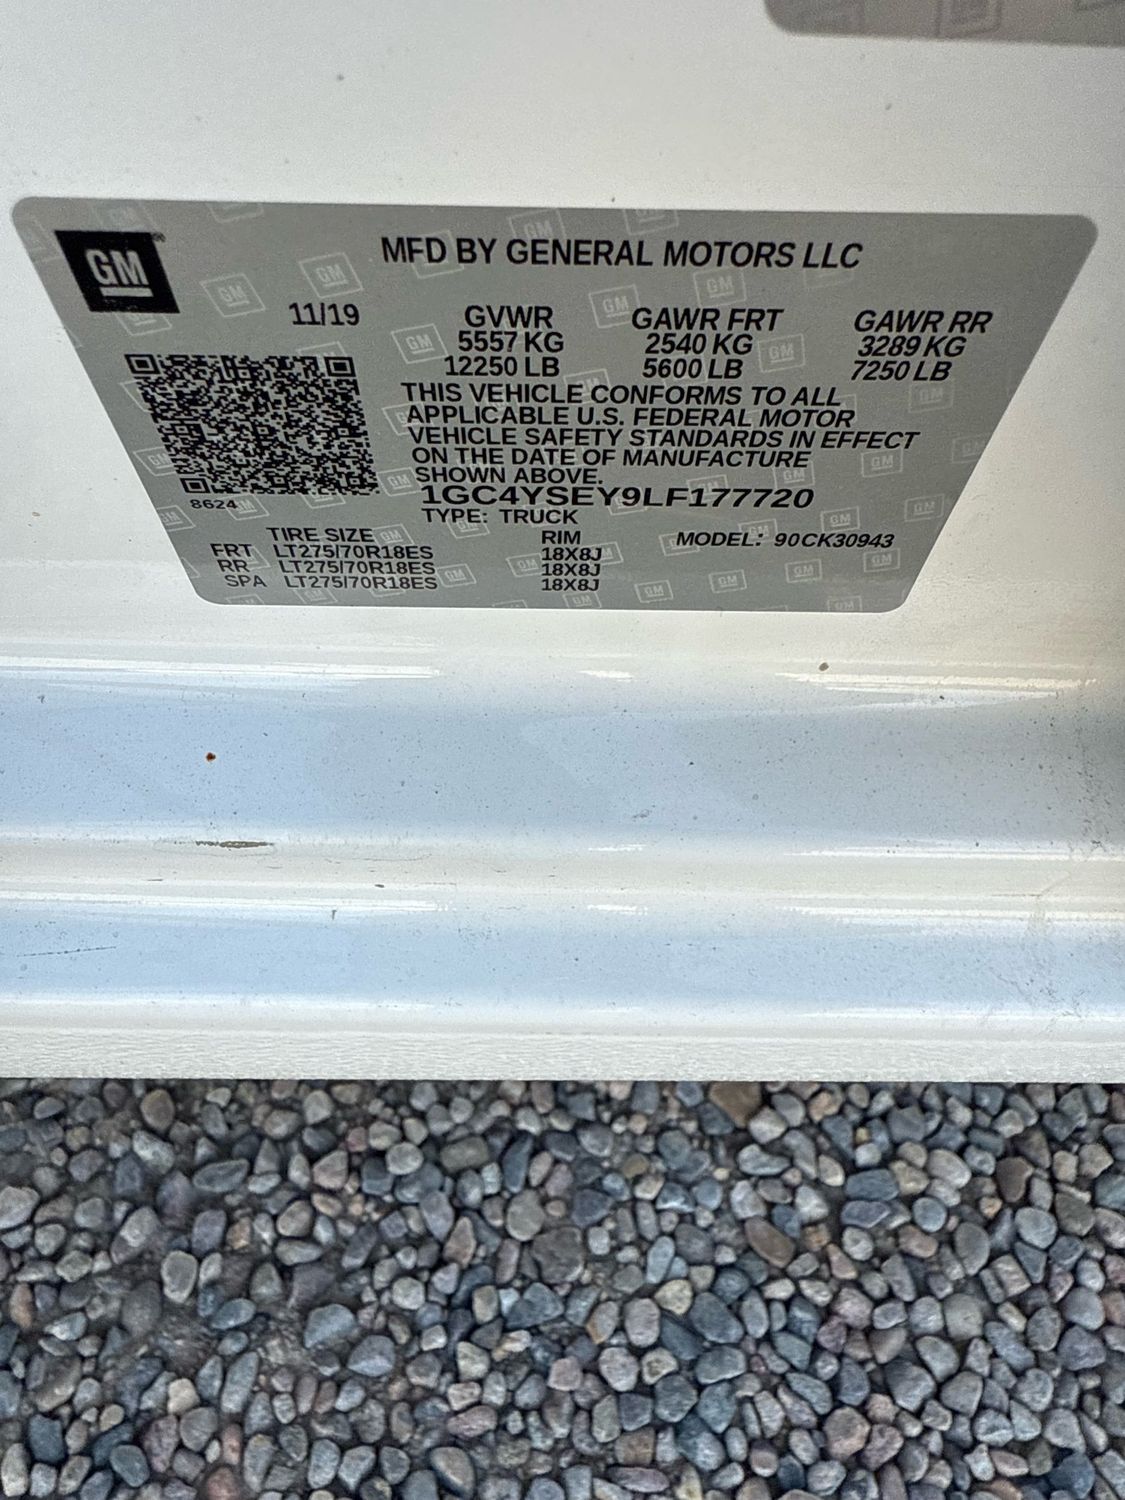 GM
MFD BY GENERAL MOTORS LLC
11/19 GVWR GAWR FRT GAWR RR
5557 KG 2540 KG 3289 KG
12250 LB 5600 LB 7250 LB
THIS VEHICLE CONFORMS TO ALL
APPLICABLE U.S. FEDERAL MOTOR
VEHICLE SAFETY STANDARDS IN EFFECT
ON THE DATE OF MANUFACTURE
SHOWN ABOVE.
8624
1GC4YSEY9LF177720
TYPE: TRUCK
TIRE SIZE RIM MODEL: 90CK30943
FRT LT275/70R18ES 18X8J
RR LT275/70R18ES 18X8J
SPA LT275/70R18ES 18X8J